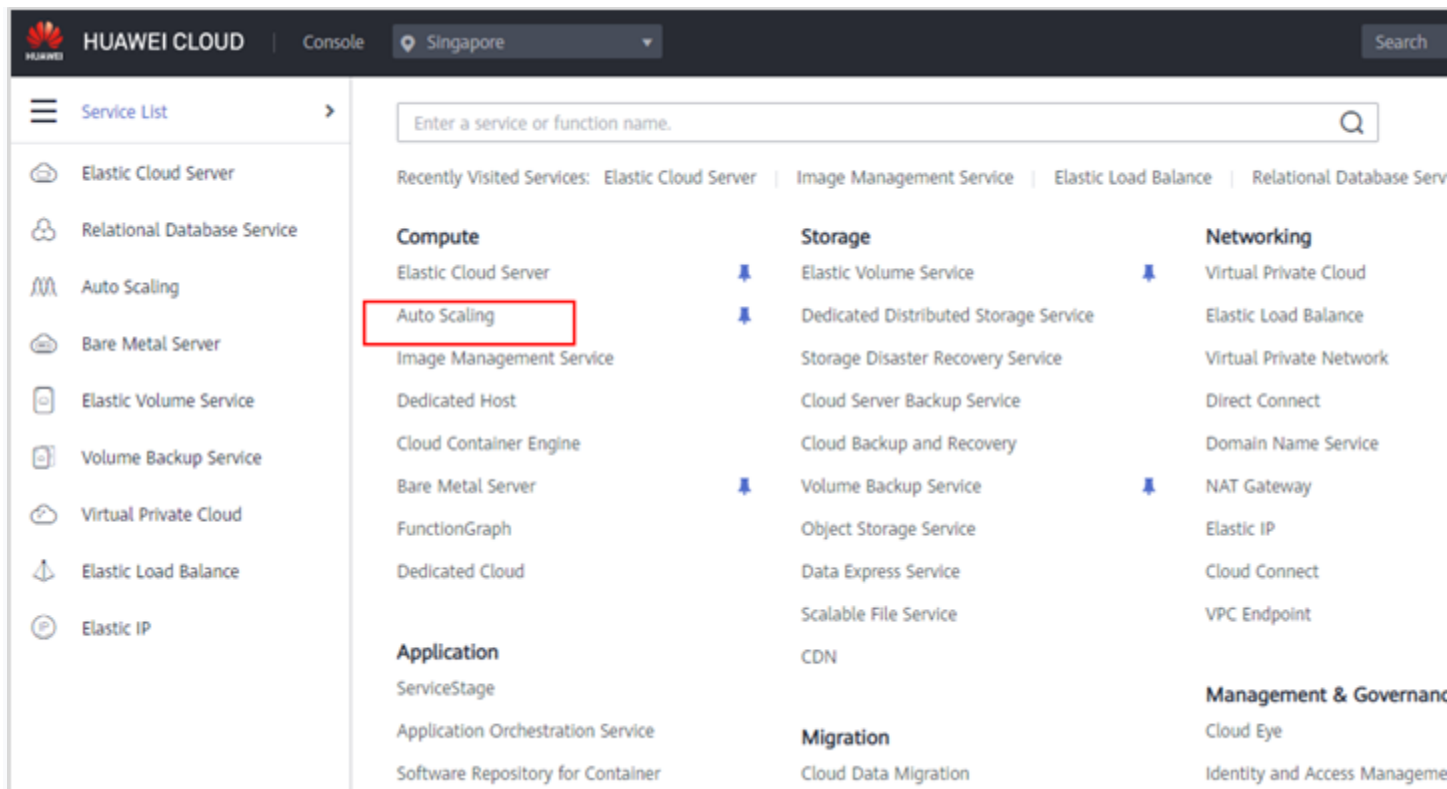 HUAWEI
HUAWEI CLOUD
Console
Singapore
Search
Service List
Elastic Cloud Server
Relational Database Service
Auto Scaling
Bare Metal Server
Elastic Volume Service
Volume Backup Service
Virtual Private Cloud
Elastic Load Balance
Elastic IP
Enter a service or function name.
Recently Visited Services: Elastic Cloud Server | Image Management Service | Elastic Load Balance | Relational Database Serv
Compute
Elastic Cloud Server
Auto Scaling
Image Management Service
Dedicated Host
Cloud Container Engine
Bare Metal Server
FunctionGraph
Dedicated Cloud
Application
ServiceStage
Application Orchestration Service
Software Repository for Container
Storage
Elastic Volume Service
Dedicated Distributed Storage Service
Storage Disaster Recovery Service
Cloud Server Backup Service
Cloud Backup and Recovery
Volume Backup Service
Object Storage Service
Data Express Service
Scalable File Service
CDN
Migration
Cloud Data Migration
Networking
Virtual Private Cloud
Elastic Load Balance
Virtual Private Network
Direct Connect
Domain Name Service
NAT Gateway
Elastic IP
Cloud Connect
VPC Endpoint
Management & Governanc
Cloud Eye
Identity and Access Manageme